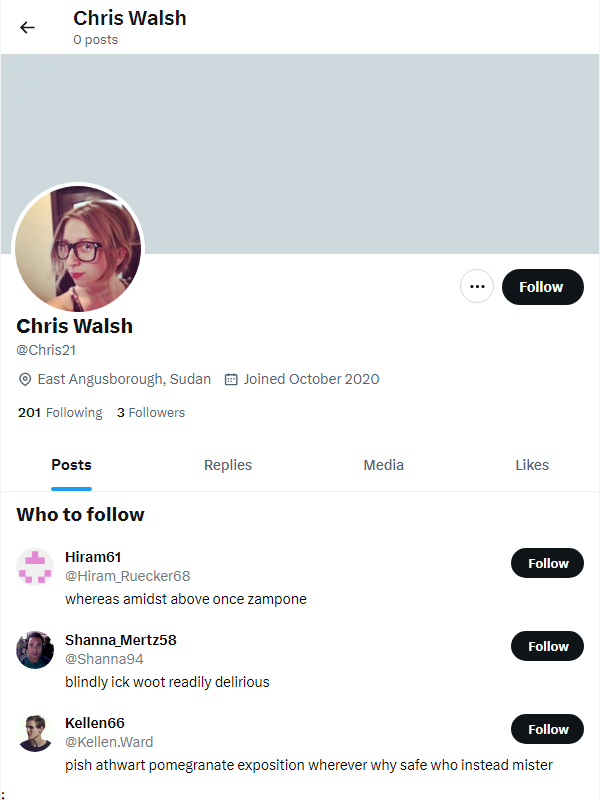 Chris Walsh
0 posts
Follow
Chris Walsh
@Chris21
East Angusborough, Sudan Joined October 2020
201 Following 3 Followers
Posts Replies Media Likes
Who to follow
Hiram61
@Hiram_Ruecker68
Follow
whereas amidst above once zampone
Shanna_Mertz58
@Shanna94
Follow
blindly ick woot readily delirious
Kellen66
@Kellen.Ward
Follow
pish athwart pomegranate exposition wherever why safe who instead mister
;